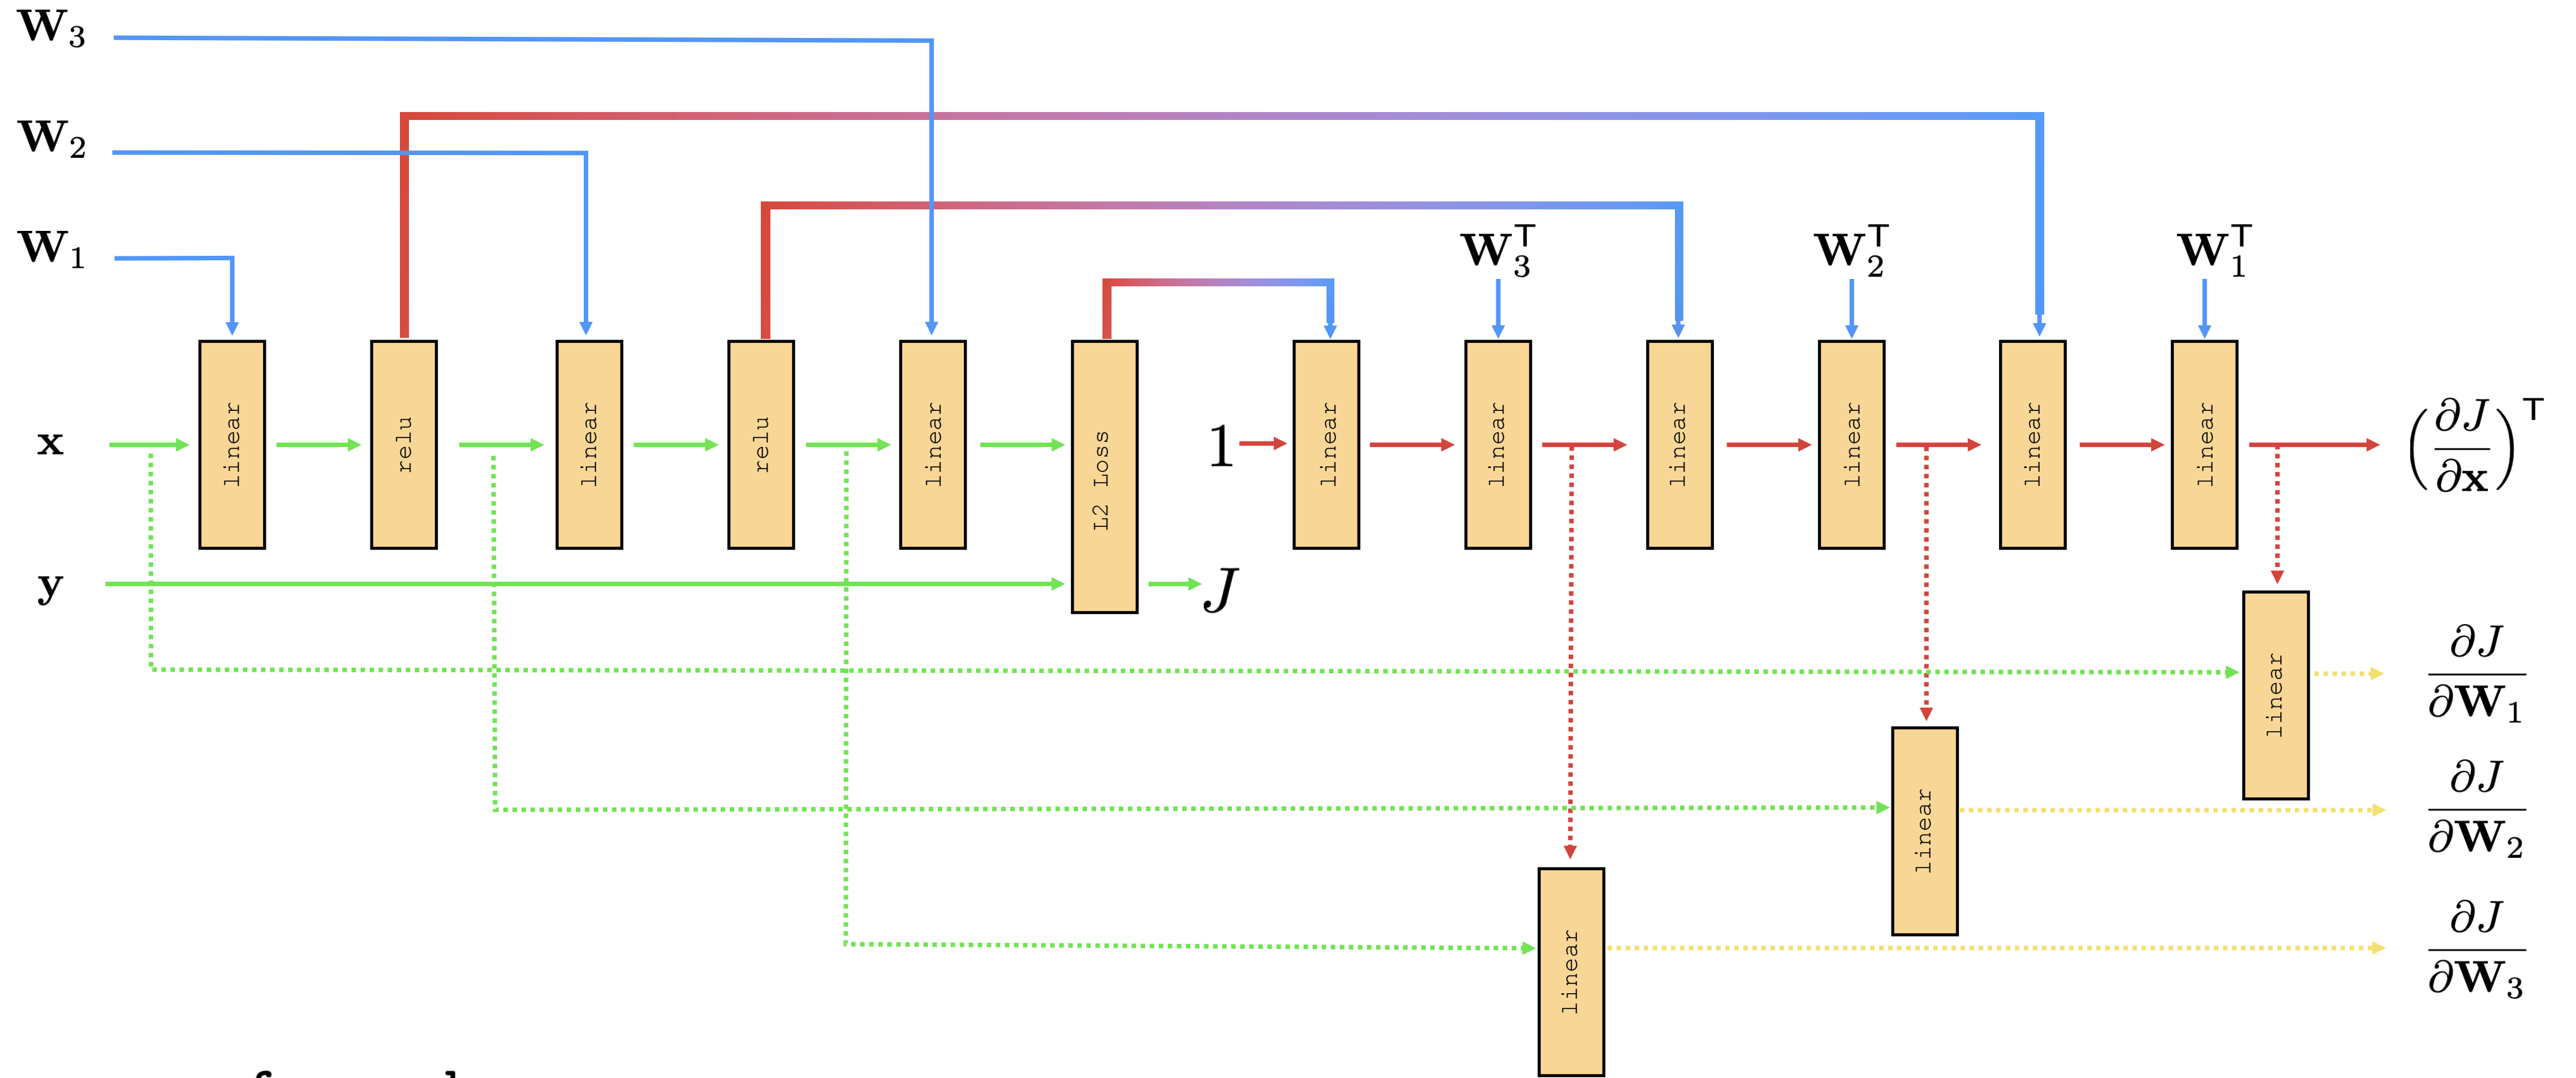 W₃
W₂
W₁
W₃ᵀ
W₂ᵀ
W₁ᵀ
x
linear
relu
linear
relu
linear
L2 Loss
1
linear
linear
linear
linear
linear
linear
(∂J/∂x)ᵀ
y
J
linear
∂J/∂W₁
linear
∂J/∂W₂
linear
∂J/∂W₃